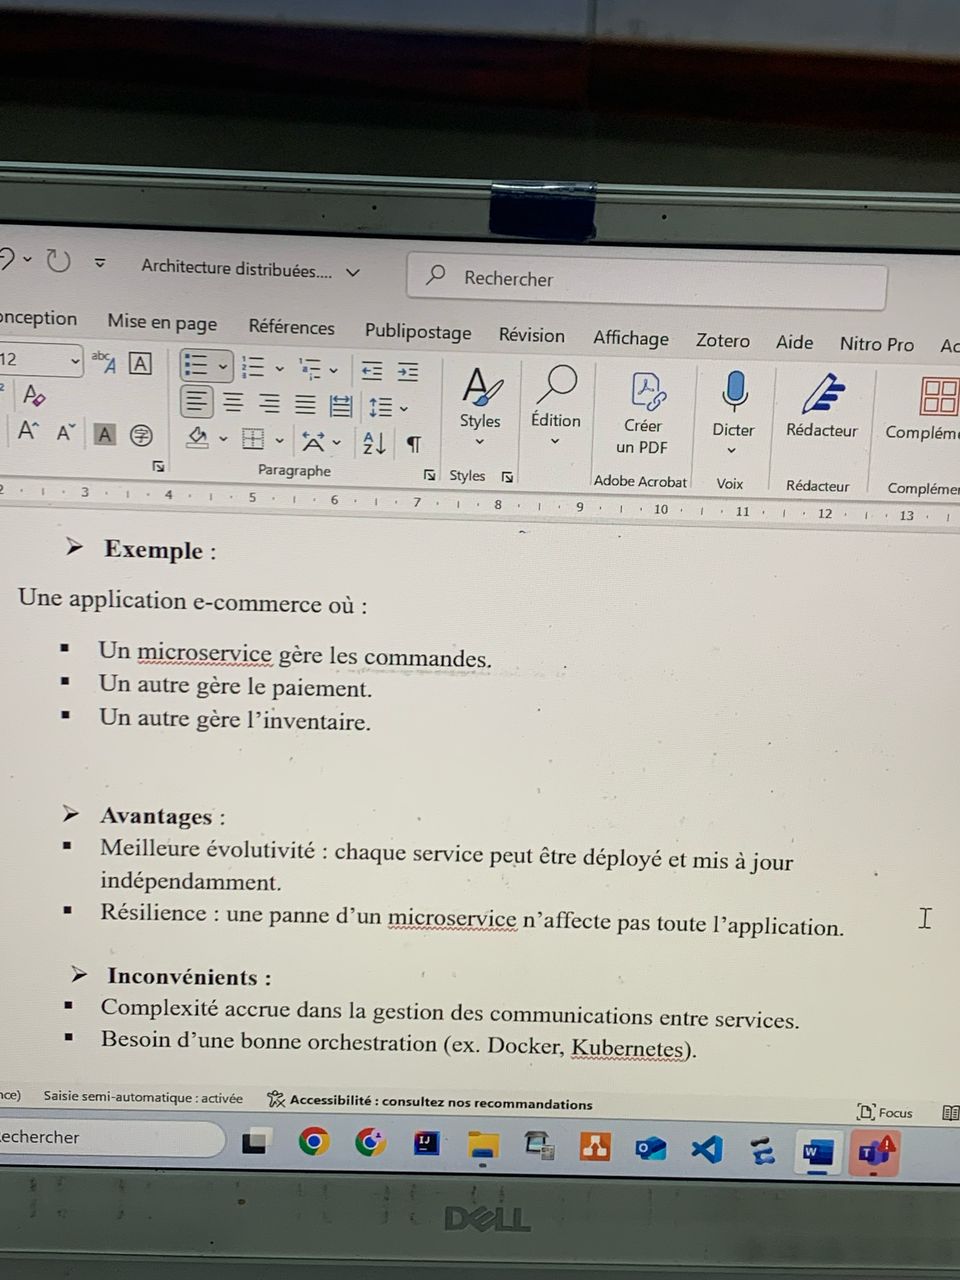 Architecture distribuées....
Rechercher
Mise en page
Références
Publipostage
Révision
Affichage
Zotero
Aide
Nitro Pro
12
Styles
Édition
Créer
un PDF
Dicter
Rédacteur
Paragraphe
Styles
Adobe Acrobat
Voix
Rédacteur
3 4 5 6 7 8 9 10 11 12 13
➢ Exemple :
Une application e-commerce où :
▪ Un microservice gère les commandes.
▪ Un autre gère le paiement.
▪ Un autre gère l’inventaire.
➢ Avantages :
▪ Meilleure évolutivité : chaque service peut être déployé et mis à jour
indépendamment.
▪ Résilience : une panne d’un microservice n’affecte pas toute l’application.
➢ Inconvénients :
▪ Complexité accrue dans la gestion des communications entre services.
▪ Besoin d’une bonne orchestration (ex. Docker, Kubernetes).
Saisie semi-automatique : activée
Accessibilité : consultez nos recommandations
Focus
echercher
DELL